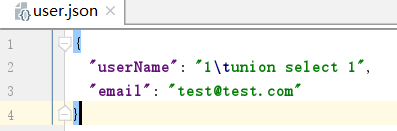 user.json
1 {
2 "userName": "1\tunion select 1",
3 "email": "test@test.com"
4 }